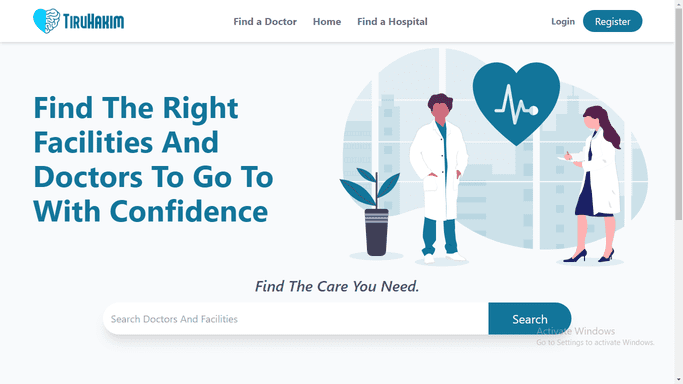 TIRUHAKIM
Find a Doctor
Home
Find a Hospital
Login
Register
Find The Right
Facilities And
Doctors To Go To
With Confidence
Find The Care You Need.
Search Doctors And Facilities
Search
Activate Windows
Go to Settings to activate Windows.